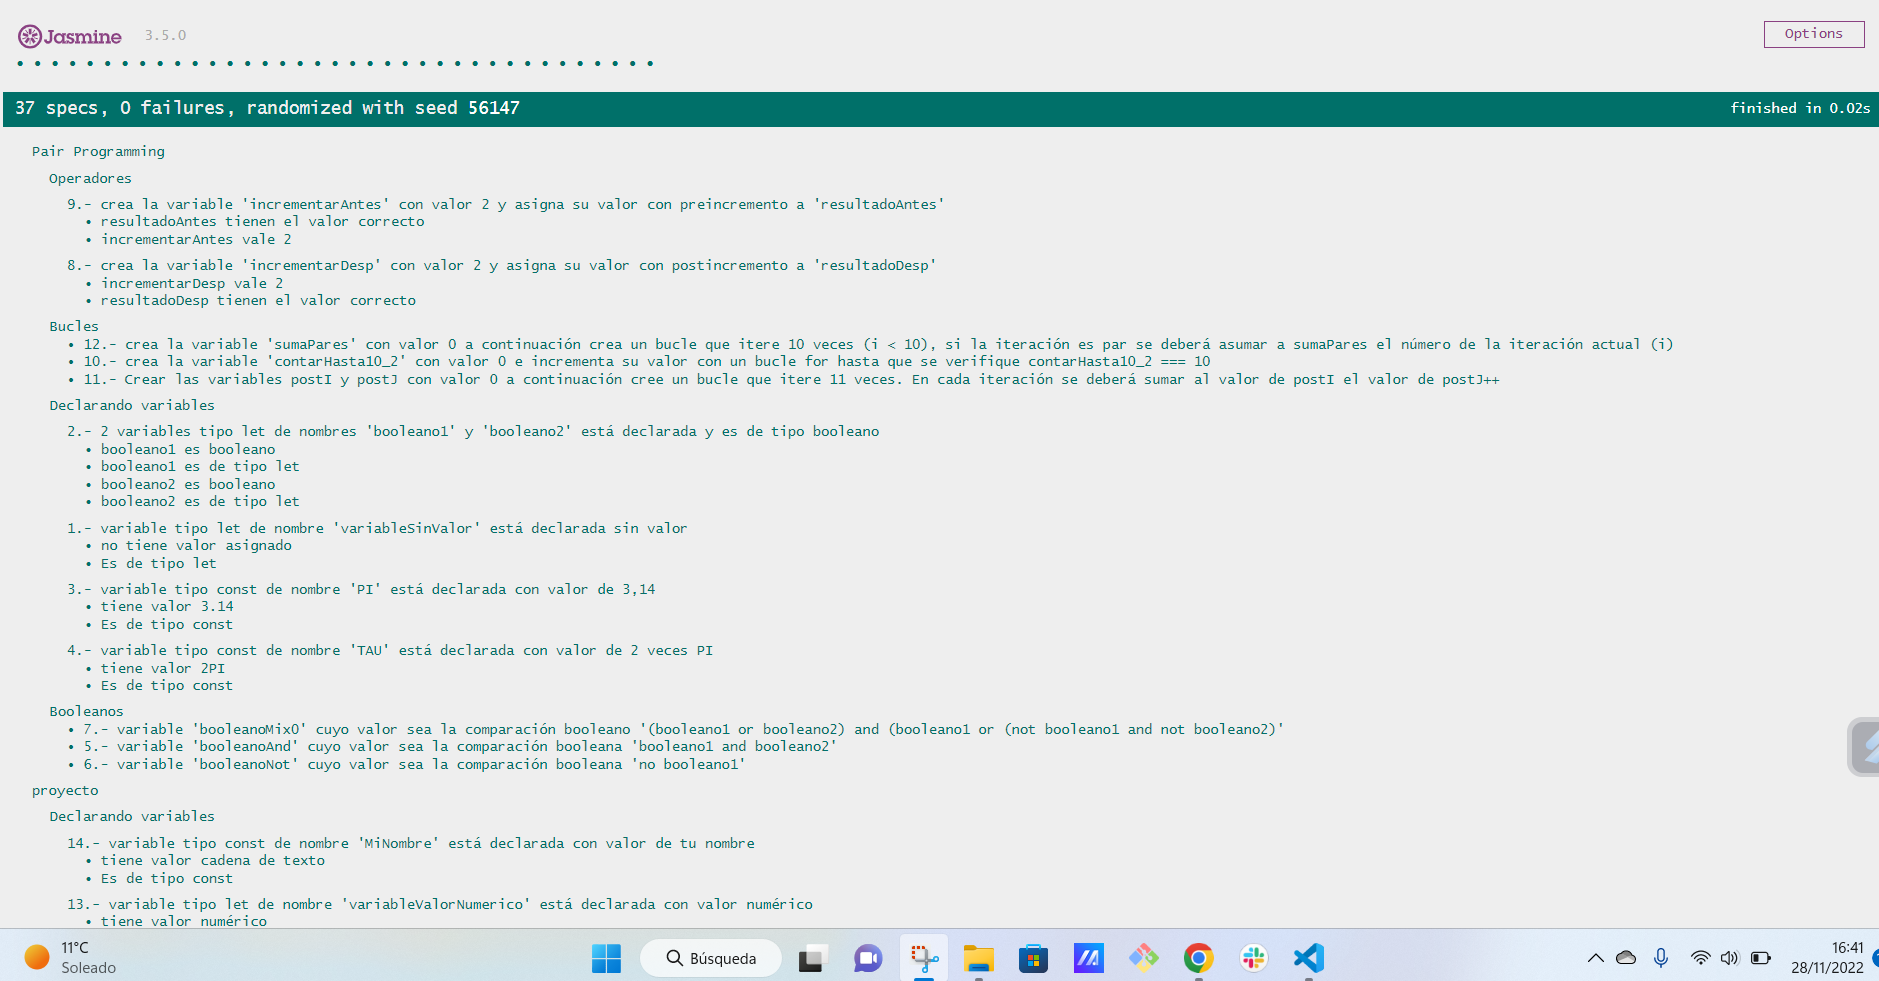 Jasmine 3.5.0
Options
37 specs, 0 failures, randomized with seed 56147
finished in 0.02s
Pair Programming
Operadores
9.- crea la variable 'incrementarAntes' con valor 2 y asigna su valor con preincremento a 'resultadoAntes'
• resultadoAntes tienen el valor correcto
• incrementarAntes vale 2
8.- crea la variable 'incrementarDesp' con valor 2 y asigna su valor con postincremento a 'resultadoDesp'
• incrementarDesp vale 2
• resultadoDesp tienen el valor correcto
Bucles
• 12.- crea la variable 'sumaPares' con valor 0 a continuación crea un bucle que itere 10 veces (i < 10), si la iteración es par se deberá asumar a sumaPares el número de la iteración actual (i)
• 10.- crea la variable 'contarHasta10_2' con valor 0 e incrementa su valor con un bucle for hasta que se verifique contarHasta10_2 === 10
• 11.- Crear las variables postI y postJ con valor 0 a continuación cree un bucle que itere 11 veces. En cada iteración se deberá sumar al valor de postI el valor de postJ++
Declarando variables
2.- 2 variables tipo let de nombres 'booleano1' y 'booleano2' está declarada y es de tipo booleano
• booleano1 es booleano
• booleano1 es de tipo let
• booleano2 es booleano
• booleano2 es de tipo let
1.- variable tipo let de nombre 'variableSinValor' está declarada sin valor
• no tiene valor asignado
• Es de tipo let
3.- variable tipo const de nombre 'PI' está declarada con valor de 3,14
• tiene valor 3.14
• Es de tipo const
4.- variable tipo const de nombre 'TAU' está declarada con valor de 2 veces PI
• tiene valor 2PI
• Es de tipo const
Booleanos
• 7.- variable 'booleanoMix0' cuyo valor sea la comparación booleano '(booleano1 or booleano2) and (booleano1 or (not booleano1 and not booleano2)'
• 5.- variable 'booleanoAnd' cuyo valor sea la comparación booleana 'booleano1 and booleano2'
• 6.- variable 'booleanoNot' cuyo valor sea la comparación booleana 'no booleano1'
proyecto
Declarando variables
14.- variable tipo const de nombre 'MiNombre' está declarada con valor de tu nombre
• tiene valor cadena de texto
• Es de tipo const
13.- variable tipo let de nombre 'variableValorNumerico' está declarada con valor numérico
• tiene valor numérico
11°C
Soleado
Búsqueda
16:41
28/11/2022